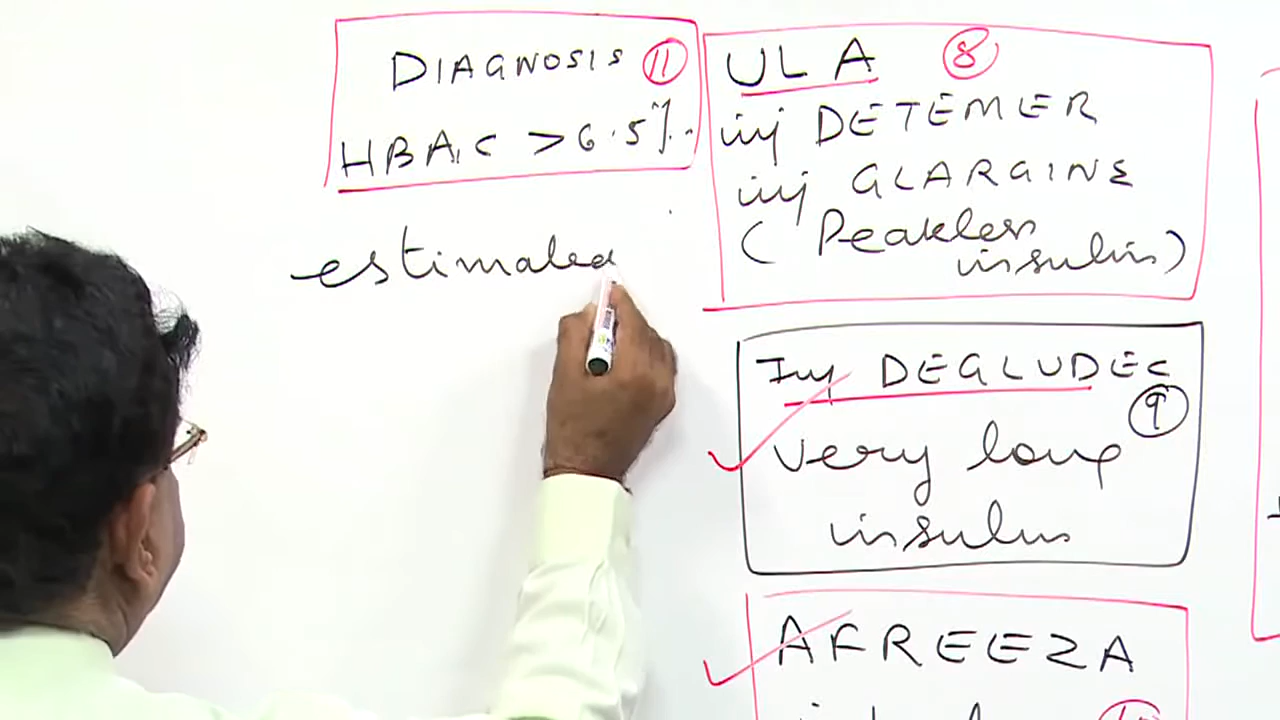 DIAGNOSIS 11
HBA1C > 6.5%.
estimated
ULA 8
inj DETEMER
inj GLARGINE
(Peakless
insulin)
Inj DEGLUDEC
9
very long
insulin
AFREEZA